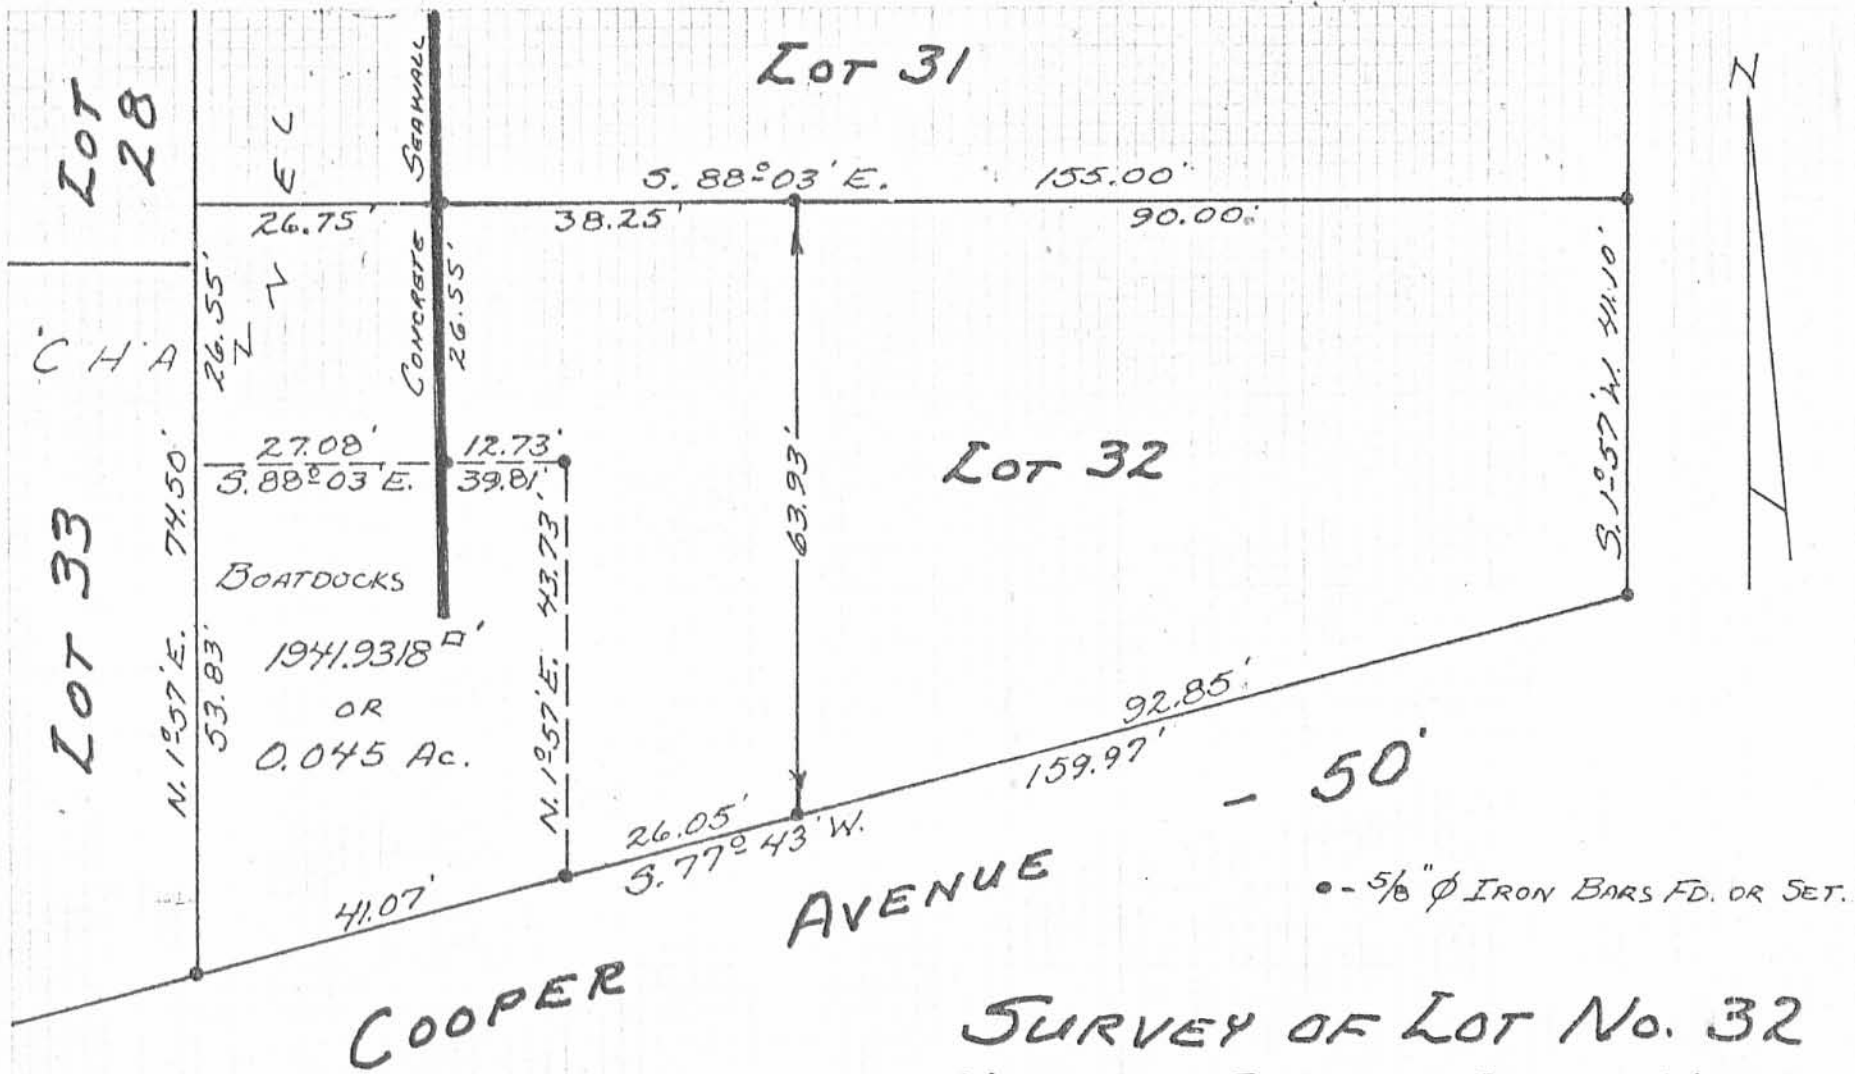 LOT 31
LOT
28
CHANNEL
CONCRETE SEAWALL
S. 88°03' E. 155.00'
26.75' 38.25' 90.00'
26.55'
26.55'
S. 1°57' W. 41.10'
63.93'
27.08' 12.73'
S. 88°03' E. 39.81'
LOT 32
LOT 33
N. 1°57' E. 74.50'
53.83'
BOATDOCKS
1941.9318 □'
OR
0.045 Ac.
N. 1°57' E. 43.73'
92.85'
159.97'
26.05'
S. 77° 43' W.
41.07'
COOPER AVENUE - 50'
• - 5/8" ϕ IRON BARS FD. OR SET.
SURVEY OF LOT No. 32
N